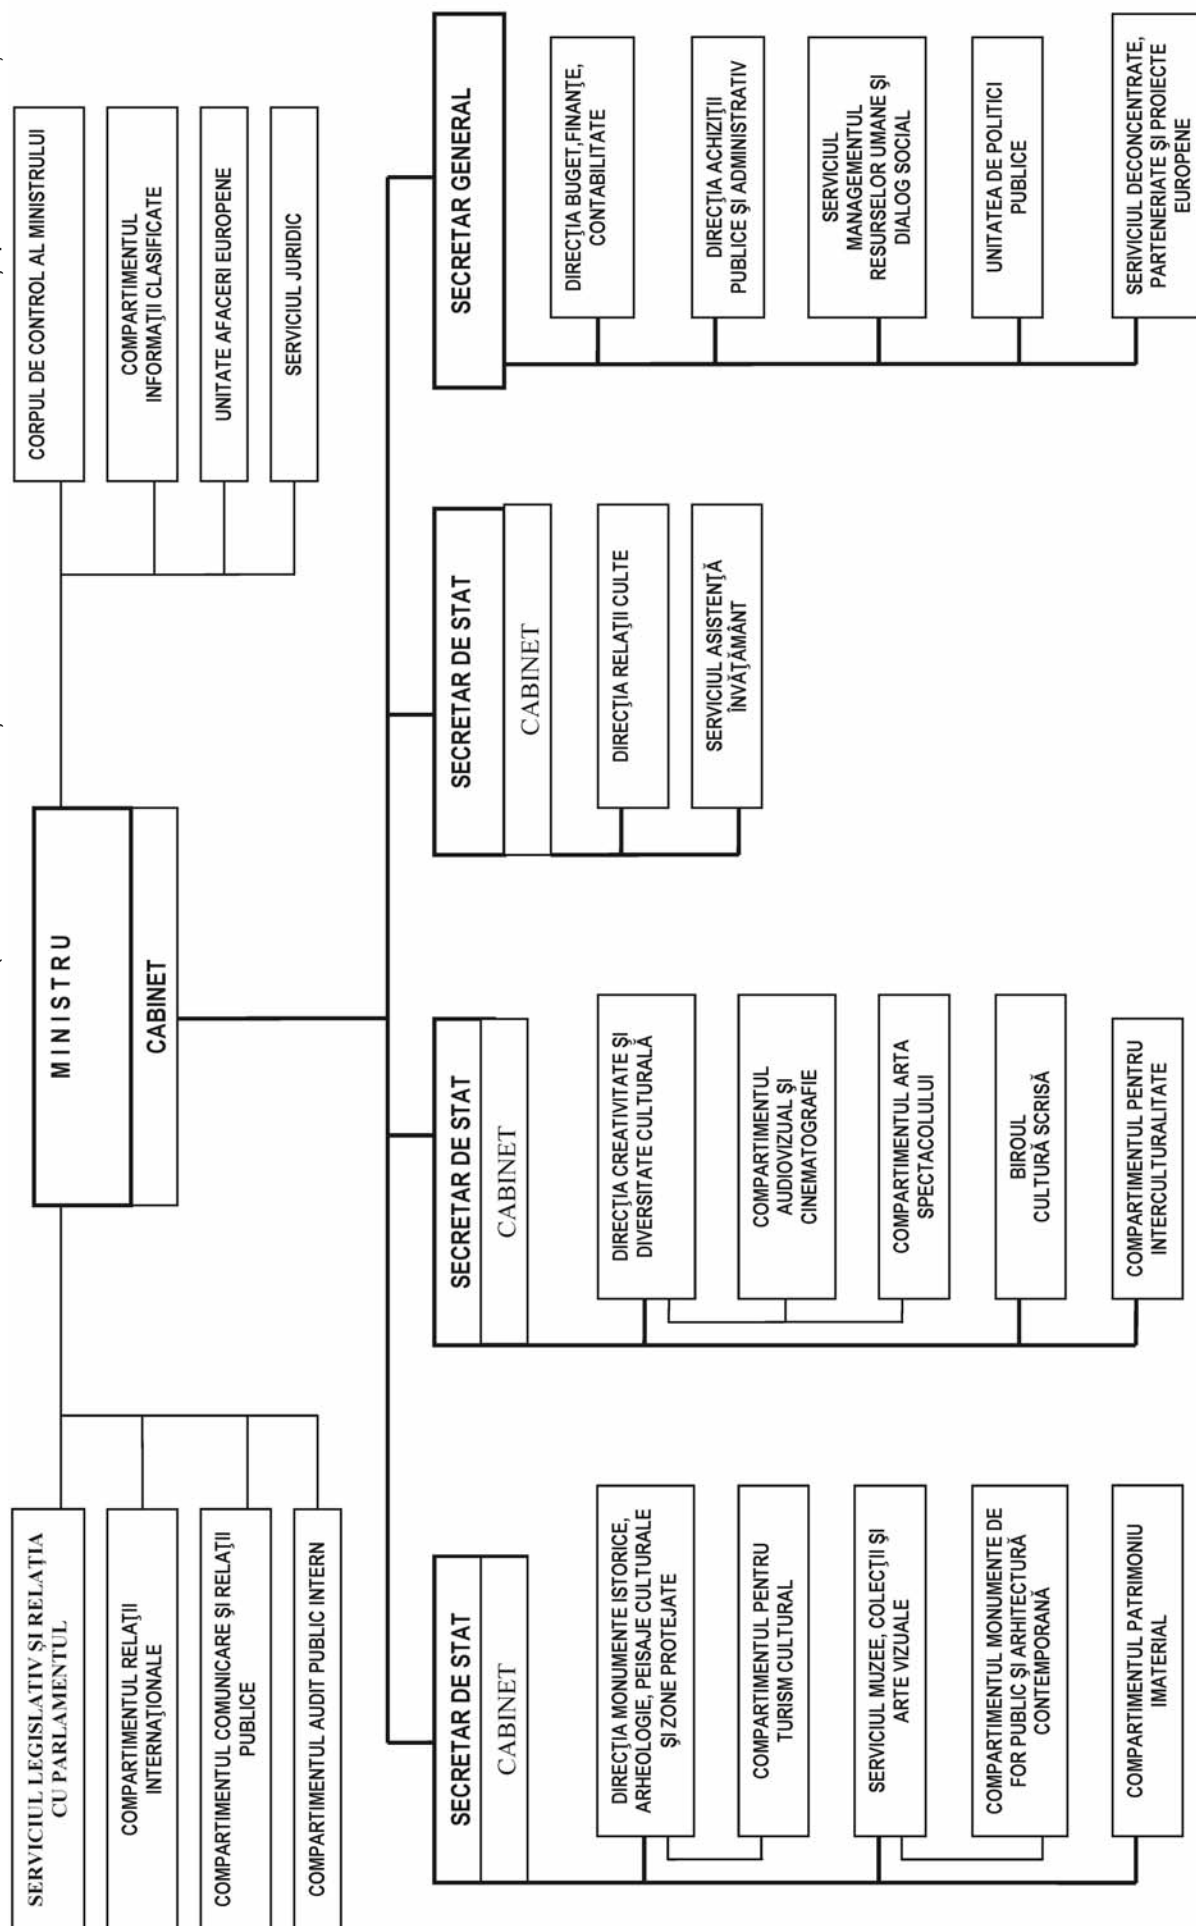 SERVICIUL LEGISLATIV ȘI RELAȚIA
CU PARLAMENTUL
COMPARTIMENTUL RELAŢII
INTERNAŢIONALE
COMPARTIMENTUL COMUNICARE ŞI RELAŢII
PUBLICE
COMPARTIMENTUL AUDIT PUBLIC INTERN
MINISTRU
CABINET
CORPUL DE CONTROL AL MINISTRULUI
COMPARTIMENTUL
INFORMAŢII CLASIFICATE
UNITATE AFACERI EUROPENE
SERVICIUL JURIDIC
SECRETAR DE STAT
CABINET
DIRECŢIA MONUMENTE ISTORICE,
ARHEOLOGIE, PEISAJE CULTURALE
ŞI ZONE PROTEJATE
COMPARTIMENTUL PENTRU
TURISM CULTURAL
SERVICIUL MUZEE, COLECŢII ŞI
ARTE VIZUALE
COMPARTIMENTUL MONUMENTE DE
FOR PUBLIC ŞI ARHITECTURĂ
CONTEMPORANĂ
COMPARTIMENTUL PATRIMONIU
IMATERIAL
SECRETAR DE STAT
CABINET
DIRECŢIA CREATIVITATE ŞI
DIVERSITATE CULTURALĂ
COMPARTIMENTUL
AUDIOVIZUAL ŞI
CINEMATOGRAFIE
COMPARTIMENTUL ARTA
SPECTACOLULUI
BIROUL
CULTURĂ SCRISĂ
COMPARTIMENTUL PENTRU
INTERCULTURALITATE
SECRETAR DE STAT
CABINET
DIRECŢIA RELAŢII CULTE
SERVICIUL ASISTENŢĂ
ÎNVĂŢĂMÂNT
SECRETAR GENERAL
DIRECŢIA BUGET,FINANŢE,
CONTABILITATE
DIRECŢIA ACHIZIŢII
PUBLICE ŞI ADMINISTRATIV
SERVICIUL
MANAGEMENTUL
RESURSELOR UMANE ŞI
DIALOG SOCIAL
UNITATEA DE POLITICI
PUBLICE
SERIVICIUL DECONCENTRATE,
PARTENERIATE ŞI PROIECTE
EUROPENE